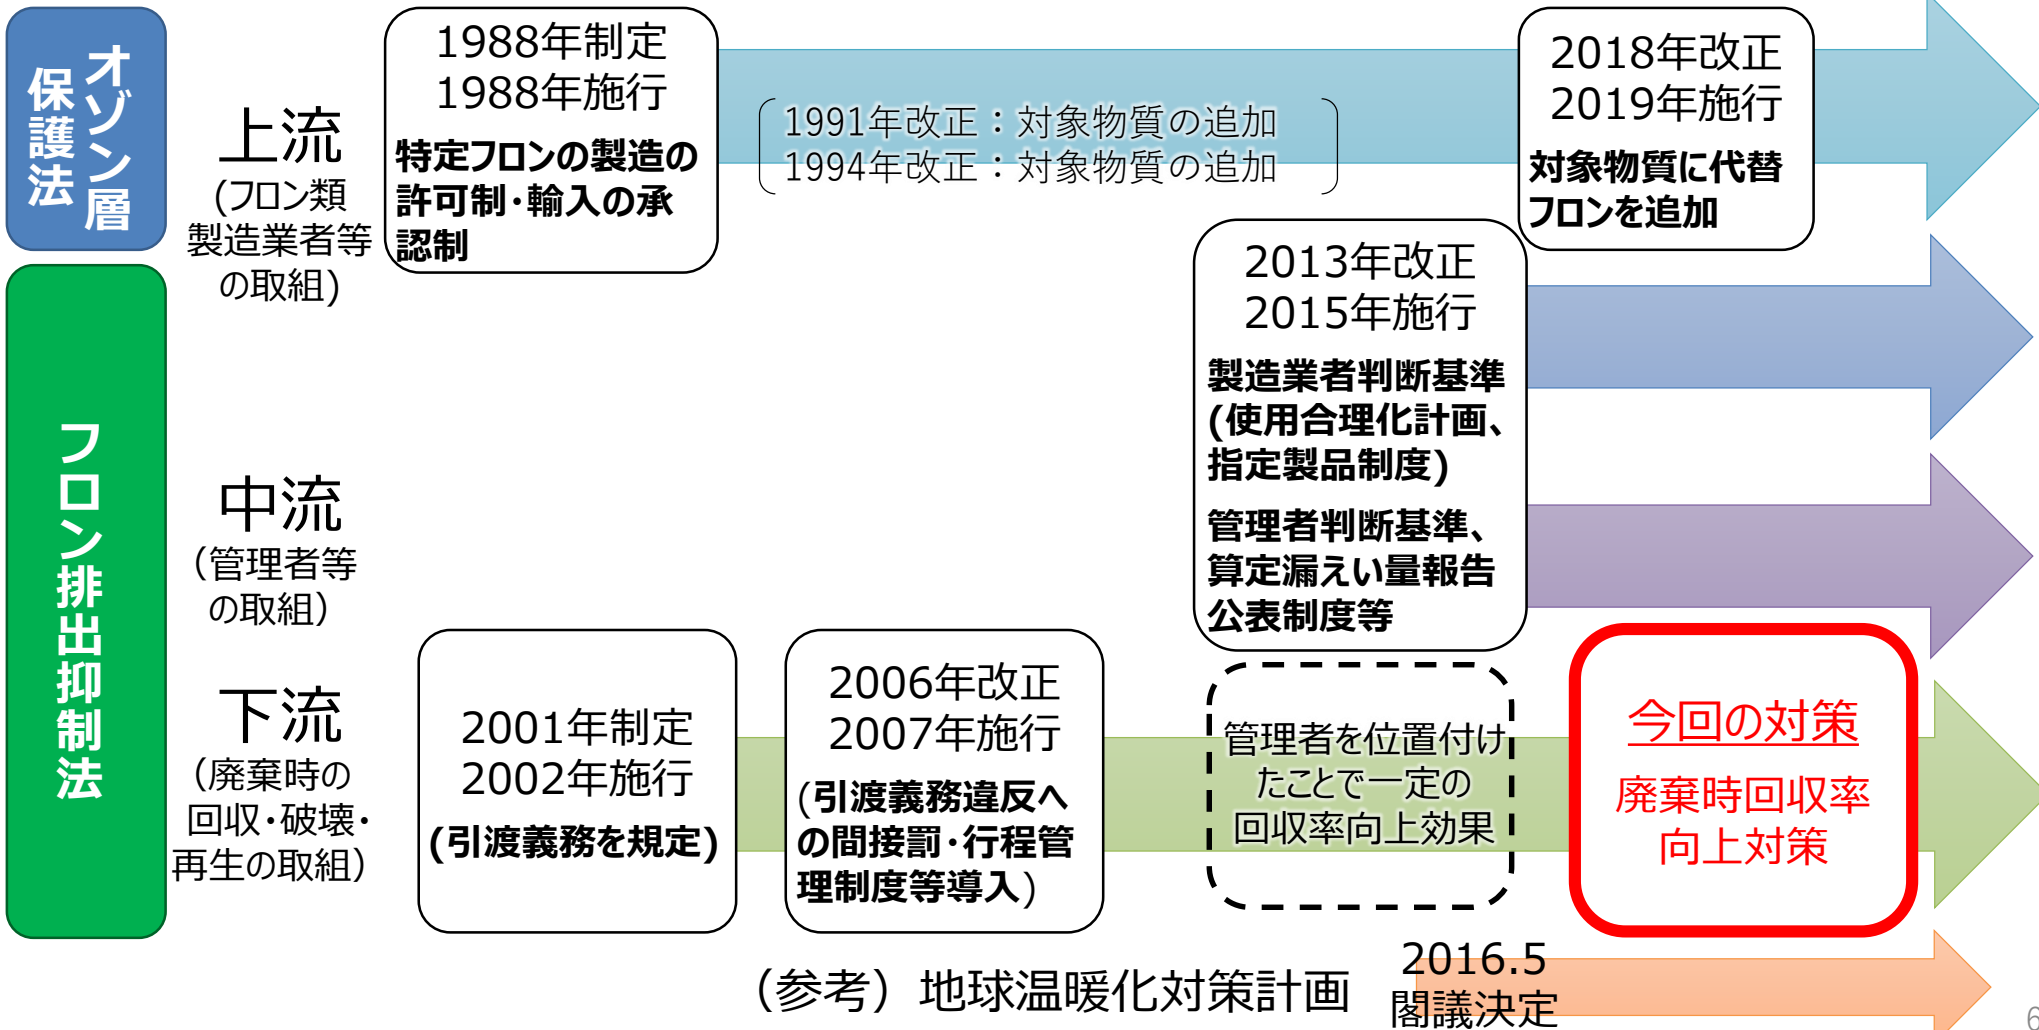 オゾン層
保護法
上流
(フロン類
製造業者等
の取組)
1988年制定
1988年施行
特定フロンの製造の
許可制・輸入の承
認制
1991年改正：対象物質の追加
1994年改正：対象物質の追加
2018年改正
2019年施行
対象物質に代替
フロンを追加
フロン排出抑制法
2013年改正
2015年施行
製造業者判断基準
(使用合理化計画、
指定製品制度)
管理者判断基準、
算定漏えい量報告
公表制度等
中流
（管理者等
の取組）
下流
（廃棄時の
回収・破壊・
再生の取組）
2001年制定
2002年施行
(引渡義務を規定)
2006年改正
2007年施行
(引渡義務違反へ
の間接罰・行程管
理制度等導入)
管理者を位置付け
たことで一定の
回収率向上効果
今回の対策
廃棄時回収率
向上対策
（参考）地球温暖化対策計画
2016.5
閣議決定
6